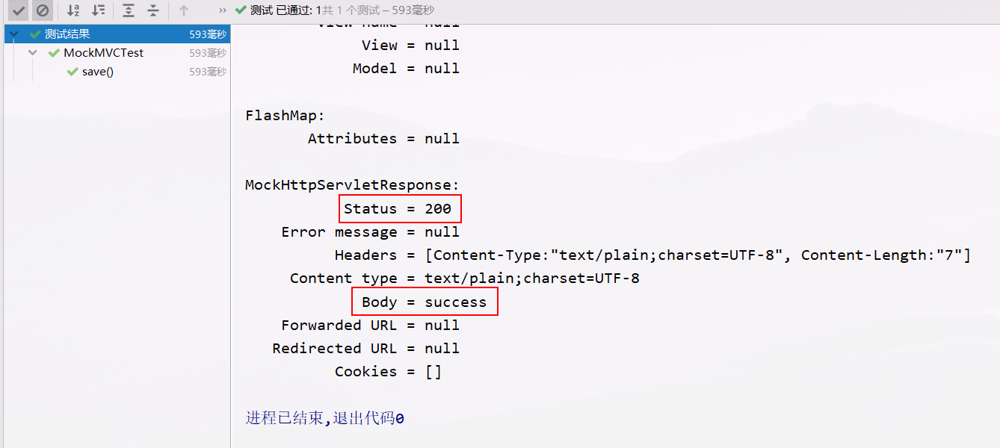 测试 已通过: 1共 1 个测试 – 593毫秒
测试结果 593毫秒
MockMVCTest 593毫秒
save() 593毫秒
View name = null
View = null
Model = null
FlashMap:
Attributes = null
MockHttpServletResponse:
Status = 200
Error message = null
Headers = [Content-Type:"text/plain;charset=UTF-8", Content-Length:"7"]
Content type = text/plain;charset=UTF-8
Body = success
Forwarded URL = null
Redirected URL = null
Cookies = []
进程已结束,退出代码0